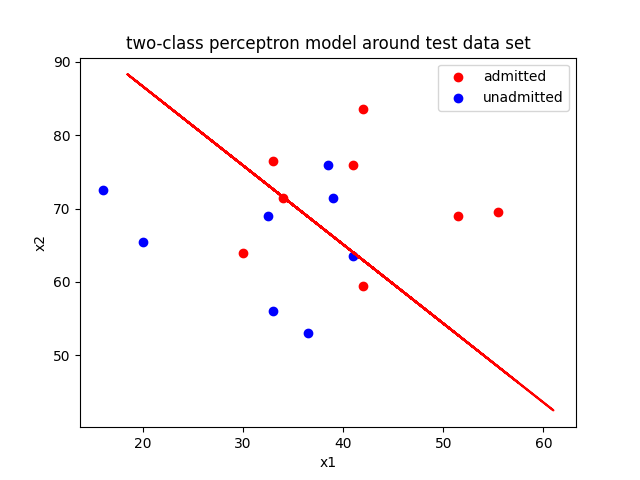 two-class perceptron model around test data set
admitted
unadmitted
90
80
70
60
50
x2
20
30
40
50
60
x1